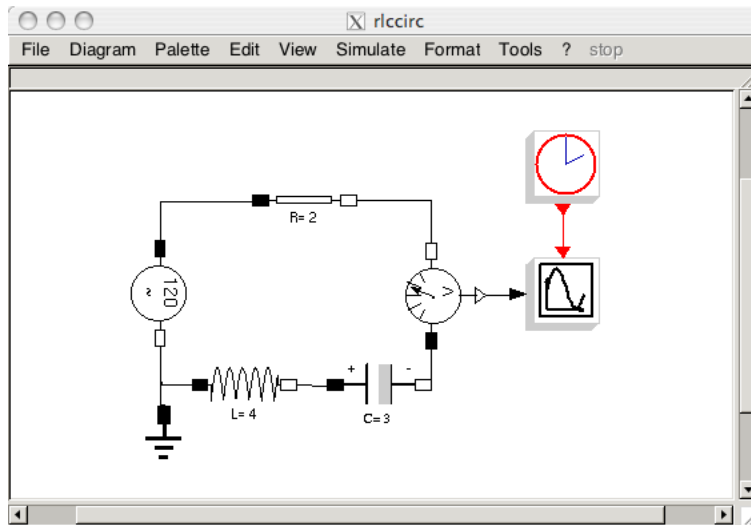 rlccirc
File Diagram Palette Edit View Simulate Format Tools ? stop
R= 2
120
~
V
+ -
L= 4
C= 3